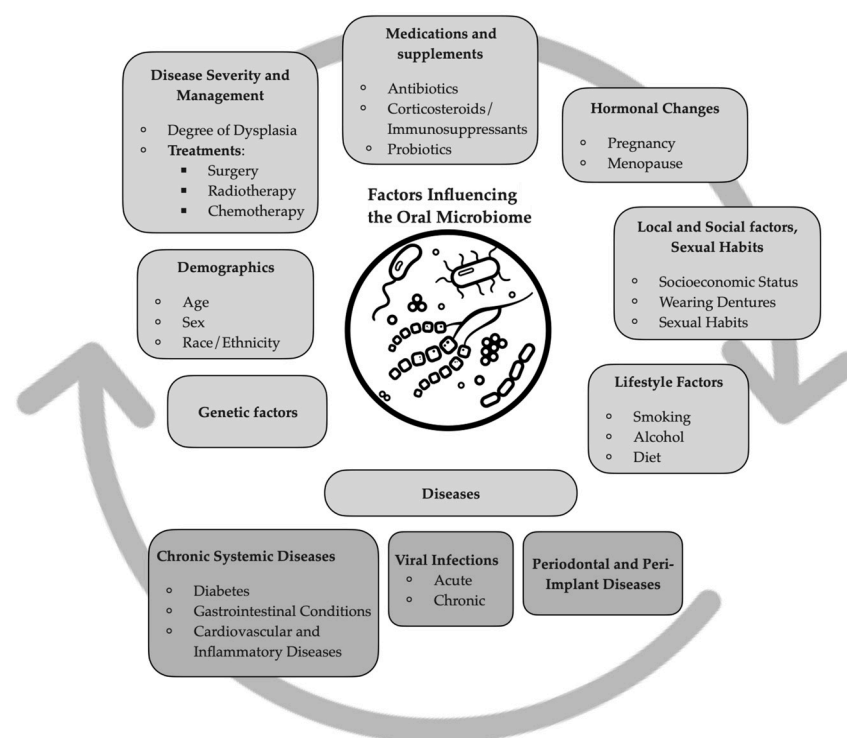 Medications and
supplements
Antibiotics
Corticosteroids/
Immunosuppressants
Probiotics
Disease Severity and
Management
Degree of Dysplasia
Treatments:
Surgery
Radiotherapy
Chemotherapy
Hormonal Changes
Pregnancy
Menopause
Factors Influencing
the Oral Microbiome
Local and Social factors,
Sexual Habits
Socioeconomic Status
Wearing Dentures
Sexual Habits
Demographics
Age
Sex
Race/Ethnicity
Lifestyle Factors
Smoking
Alcohol
Diet
Genetic factors
Diseases
Chronic Systemic Diseases
Diabetes
Gastrointestinal Conditions
Cardiovascular and
Inflammatory Diseases
Viral Infections
Acute
Chronic
Periodontal and Peri-
Implant Diseases